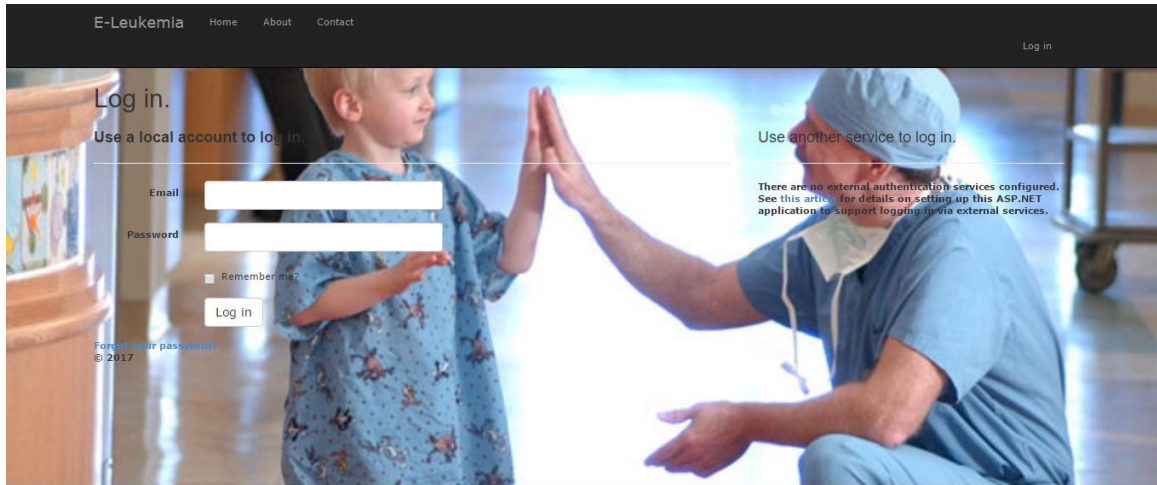 E-Leukemia Home About Contact
Log in
Log in.
Use a local account to log in.
Email
Password
Remember me?
Log in
Forgot your password?
© 2017
Use another service to log in.
There are no external authentication services configured.
See this article for details on setting up this ASP.NET
application to support logging in via external services.